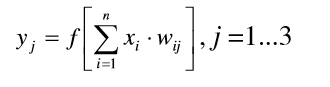 y_j = f[∑_{i=1}^{n} x_i · w_{ij}], j =1...3